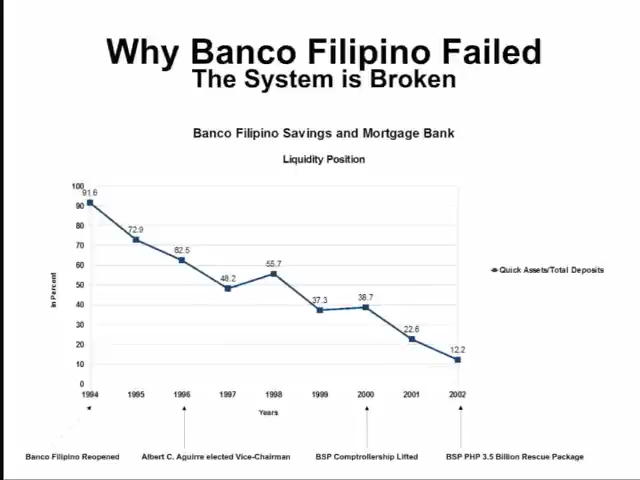 Why Banco Filipino Failed
The System is Broken
Banco Filipino Savings and Mortgage Bank
Liquidity Position
100
91.6
90
80
72.9
70
62.5
60
55.7
50
48.2
40
37.3
38.7
30
22.6
20
12.2
10
0
In Percent
Quick Assets/Total Deposits
1994 1995 1996 1997 1998 1999 2000 2001 2002
Years
Banco Filipino Reopened
Albert C. Aguirre elected Vice-Chairman
BSP Comptrollership Lifted
BSP PHP 3.5 Billion Rescue Package